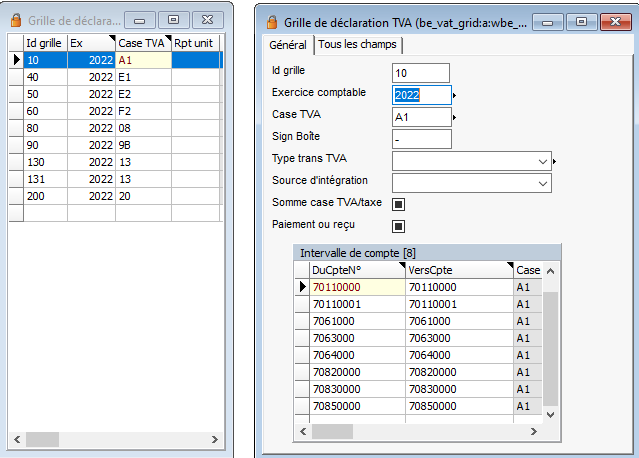 Grille de déclara...
Id grille Ex Case TVA Rpt unit
10 2022 A1
40 2022 E1
50 2022 E2
60 2022 F2
80 2022 08
90 2022 9B
130 2022 13
131 2022 13
200 2022 20
Grille de déclaration TVA (be_vat_grid:a:wbe_...
Général Tous les champs
Id grille 10
Exercice comptable 2022
Case TVA A1
Sign Boîte -
Type trans TVA
Source d'intégration
Somme case TVA/taxe
Paiement ou reçu
Intervalle de compte [8]
DuCpteN° VersCpte Case
70110000 70110000 A1
70110001 70110001 A1
7061000 7061000 A1
7063000 7063000 A1
7064000 7064000 A1
70820000 70820000 A1
70830000 70830000 A1
70850000 70850000 A1